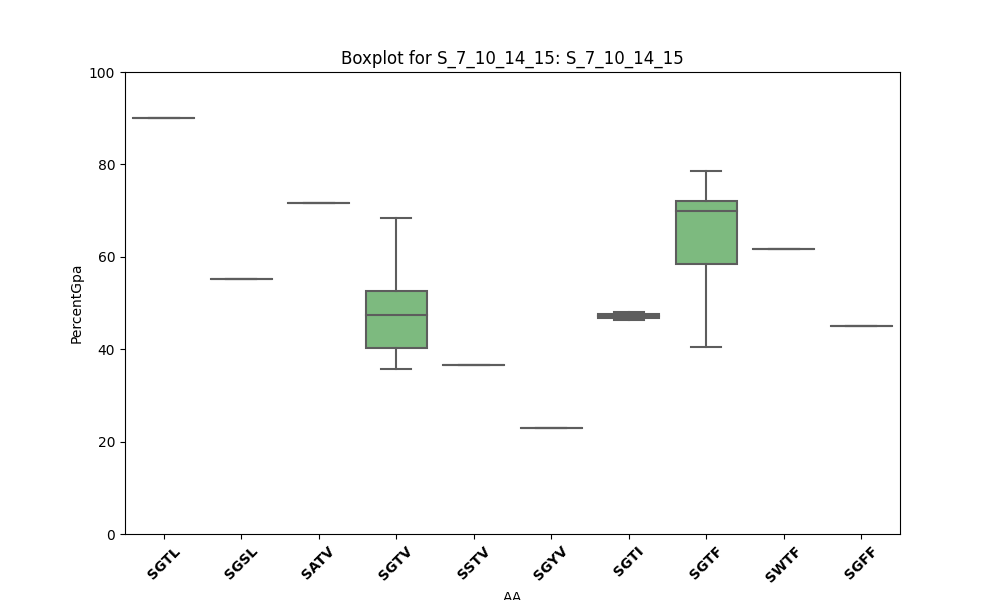 Boxplot for S_7_10_14_15: S_7_10_14_15
100
80
60
40
20
0
PercentGpa
SGTL
SGSL
SATV
SGTV
SSTV
SGYV
SGTI
SGTF
SWTF
SGFF
AA